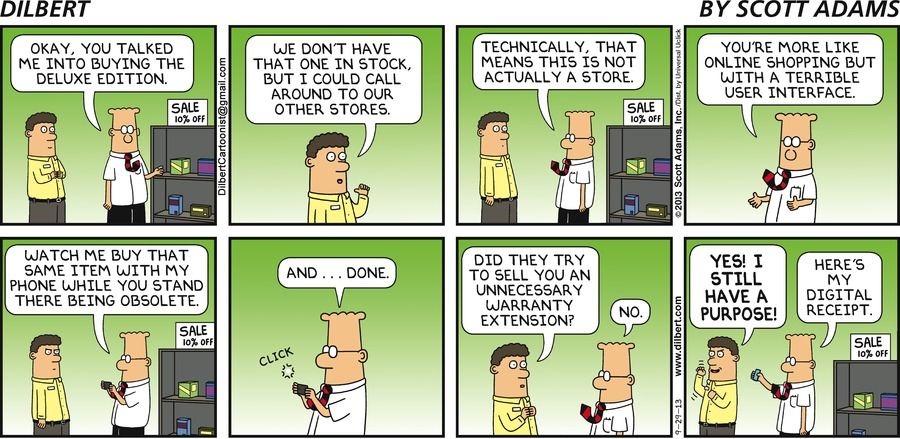 DILBERT
BY SCOTT ADAMS
OKAY, YOU TALKED
ME INTO BUYING THE
DELUXE EDITION.
SALE
10% OFF
DilbertCartoonist@gmail.com
WE DON'T HAVE
THAT ONE IN STOCK,
BUT I COULD CALL
AROUND TO OUR
OTHER STORES.
TECHNICALLY, THAT
MEANS THIS IS NOT
ACTUALLY A STORE.
SALE
10% OFF
©2013 Scott Adams, Inc./Dist. by Universal Uclick
YOU'RE MORE LIKE
ONLINE SHOPPING BUT
WITH A TERRIBLE
USER INTERFACE.
WATCH ME BUY THAT
SAME ITEM WITH MY
PHONE WHILE YOU STAND
THERE BEING OBSOLETE.
SALE
10% OFF
AND . . . DONE.
CLICK
DID THEY TRY
TO SELL YOU AN
UNNECESSARY
WARRANTY
EXTENSION?
NO.
9-29-13 www.dilbert.com
YES! I
STILL
HAVE A
PURPOSE!
HERE'S
MY
DIGITAL
RECEIPT.
SALE
10% OFF